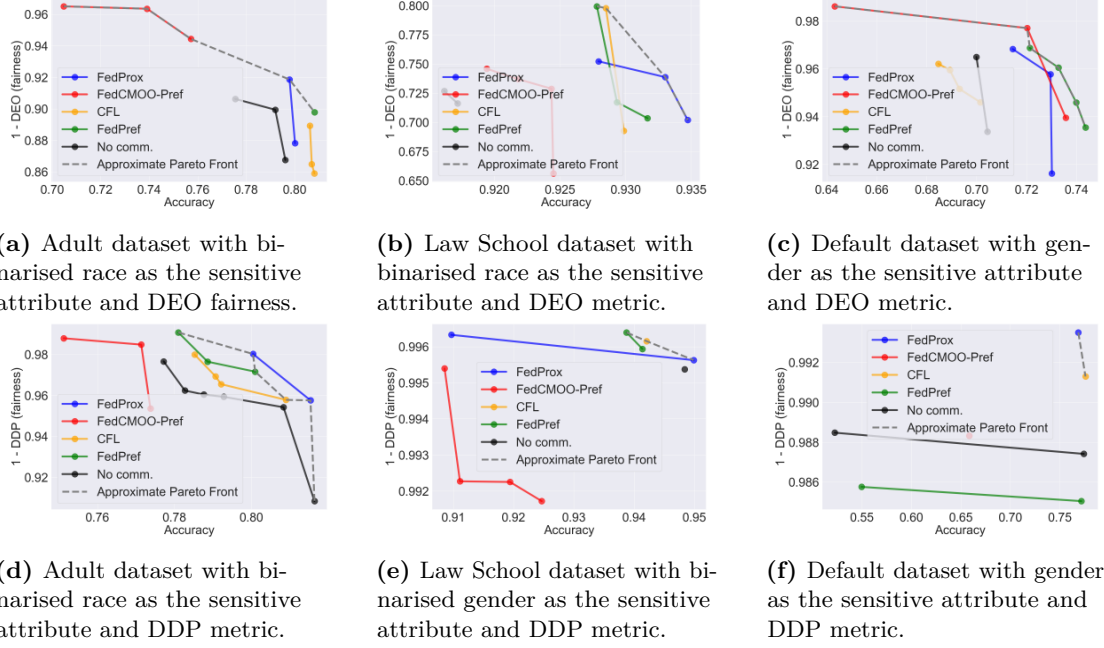 0.96
0.94
0.92
0.90
0.88
0.86
1 - DEO (fairness)
FedProx
FedCMOO-Pref
CFL
FedPref
No comm.
Approximate Pareto Front
0.70 0.72 0.74 0.76 0.78 0.80
Accuracy
0.800
0.775
0.750
0.725
0.700
0.675
0.650
1 - DEO (fairness)
FedProx
FedCMOO-Pref
CFL
FedPref
No comm.
Approximate Pareto Front
0.920 0.925 0.930 0.935
Accuracy
0.98
0.96
0.94
0.92
1 - DEO (fairness)
FedProx
FedCMOO-Pref
CFL
FedPref
No comm.
Approximate Pareto Front
0.64 0.66 0.68 0.70 0.72 0.74
Accuracy
(a) Adult dataset with bi-
narised race as the sensitive
attribute and DEO fairness.
(b) Law School dataset with
binarised race as the sensitive
attribute and DEO metric.
(c) Default dataset with gen-
der as the sensitive attribute
and DEO metric.
0.98
0.96
0.94
0.92
1 - DDP (fairness)
FedProx
FedCMOO-Pref
CFL
FedPref
No comm.
Approximate Pareto Front
0.76 0.78 0.80
Accuracy
0.996
0.995
0.994
0.993
0.992
1 - DDP (fairness)
FedProx
FedCMOO-Pref
CFL
FedPref
No comm.
Approximate Pareto Front
0.91 0.92 0.93 0.94 0.95
Accuracy
0.992
0.990
0.988
0.986
1 - DDP (fairness)
FedProx
FedCMOO-Pref
CFL
FedPref
No comm.
Approximate Pareto Front
0.55 0.60 0.65 0.70 0.75
Accuracy
(d) Adult dataset with bi-
narised race as the sensitive
attribute and DDP metric.
(e) Law School dataset with bi-
narised gender as the sensitive
attribute and DDP metric.
(f) Default dataset with gender
as the sensitive attribute and
DDP metric.